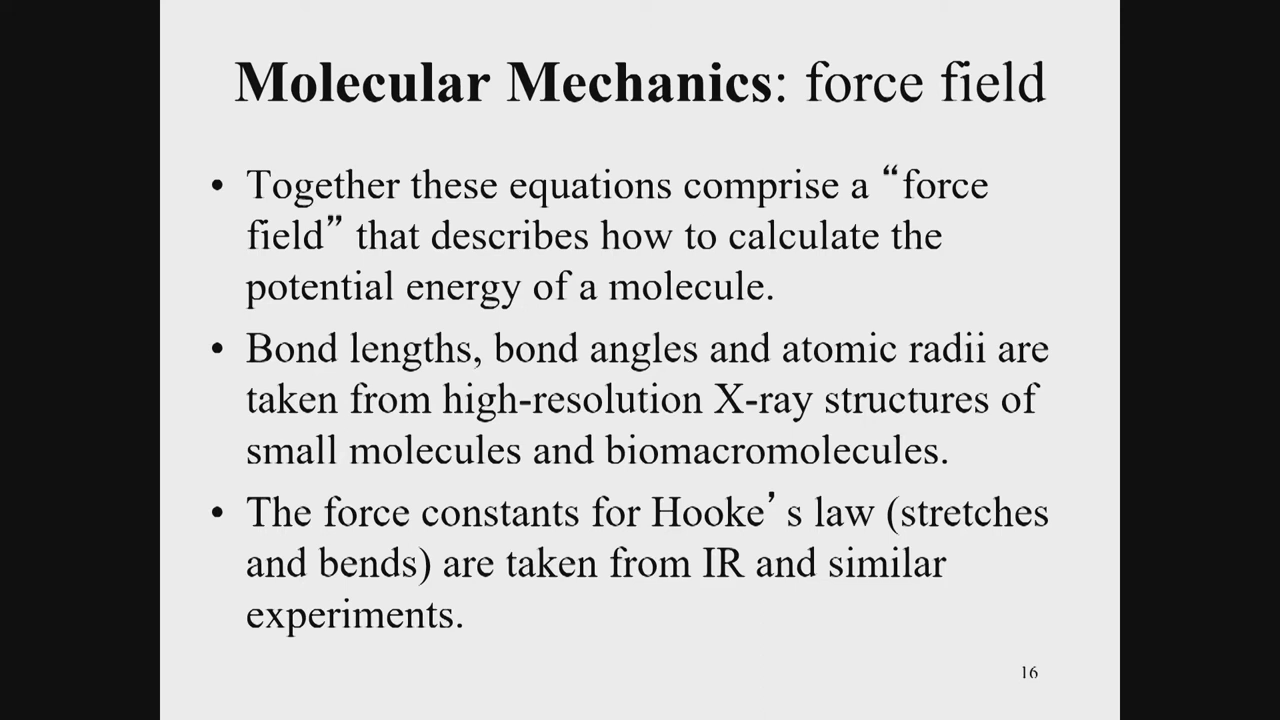 Molecular Mechanics: force field
• Together these equations comprise a “force
field” that describes how to calculate the
potential energy of a molecule.
• Bond lengths, bond angles and atomic radii are
taken from high-resolution X-ray structures of
small molecules and biomacromolecules.
• The force constants for Hooke’s law (stretches
and bends) are taken from IR and similar
experiments.
16